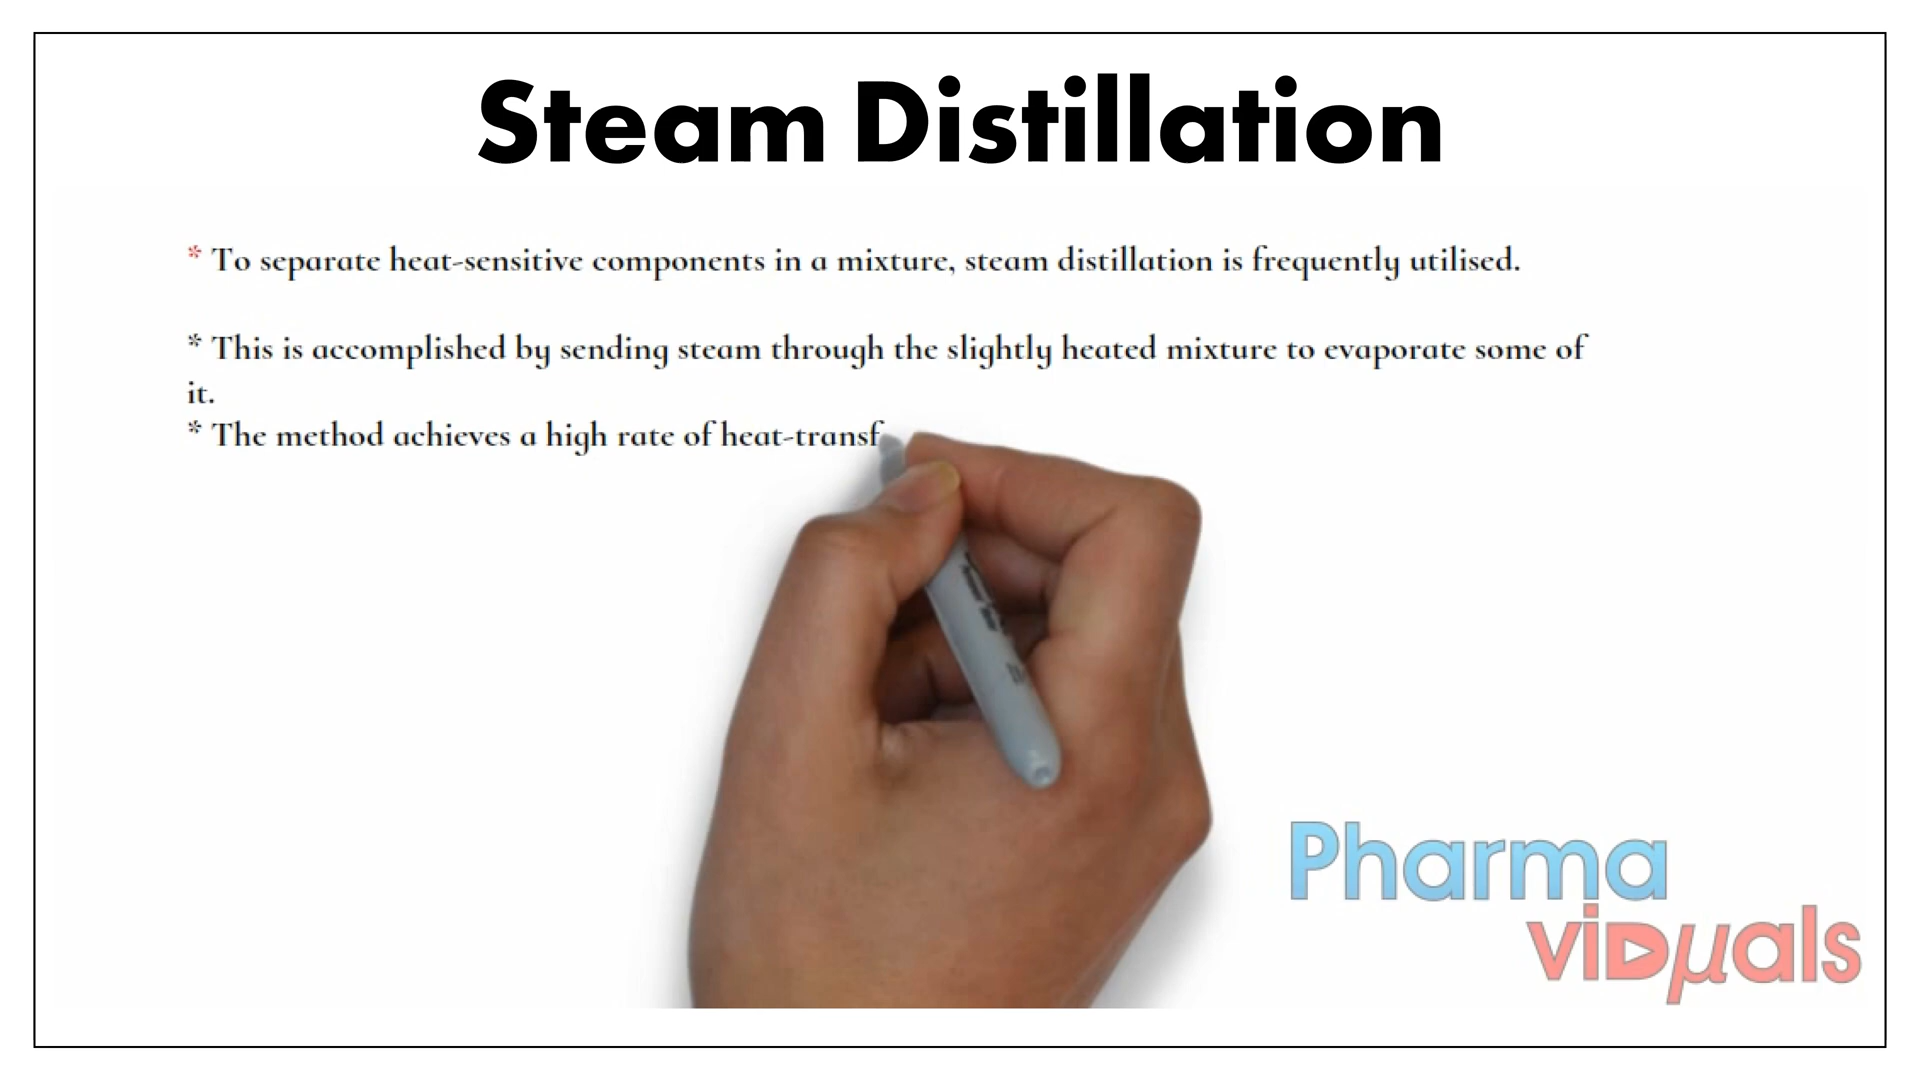 Steam Distillation
* To separate heat-sensitive components in a mixture, steam distillation is frequently utilised.
* This is accomplished by sending steam through the slightly heated mixture to evaporate some of
it.
* The method achieves a high rate of heat-transf
Pharma
viDμals